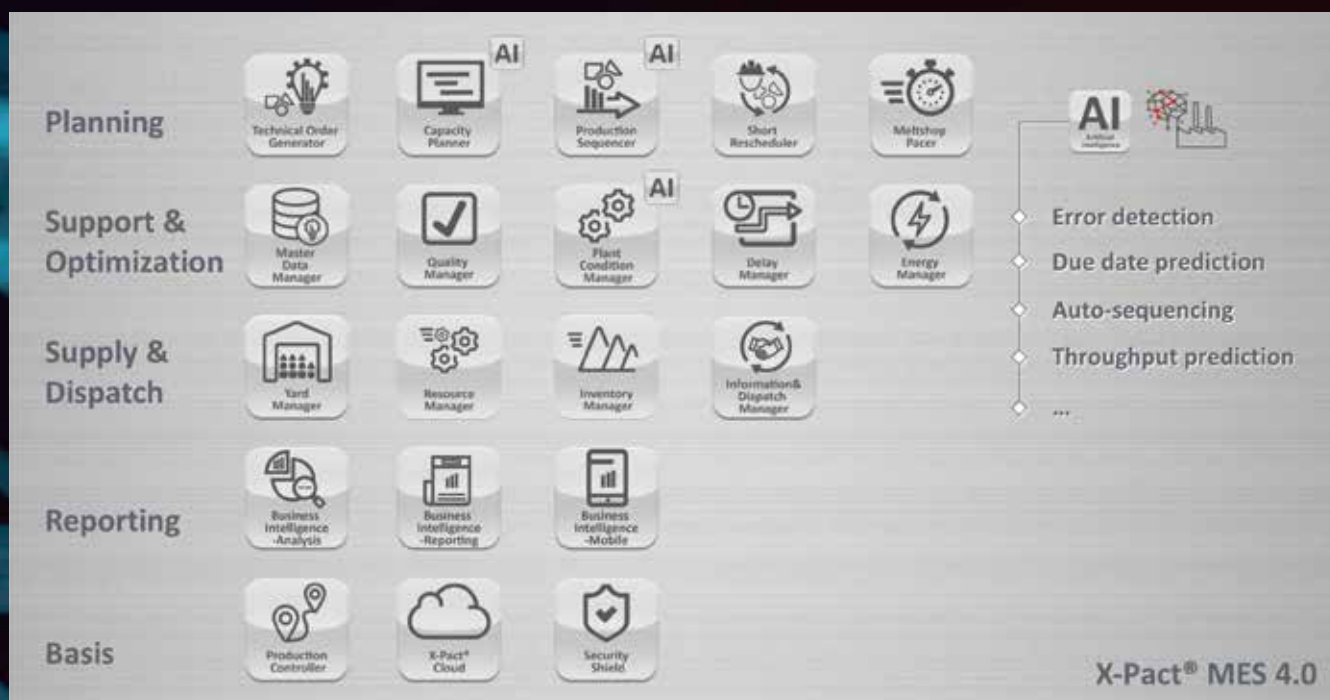 AI
AI
Planning
Technical Order
Generator
Capacity
Planner
Production
Sequencer
Short
Rescheduler
Meltshop
Pacer
AI
Artificial
Intelligence
AI
Support &
Optimization
Master
Data
Manager
Quality
Manager
Plant
Condition
Manager
Delay
Manager
Energy
Manager
Error detection
Due date prediction
Auto-sequencing
Throughput prediction
...
Supply &
Dispatch
Yard
Manager
Resource
Manager
Inventory
Manager
Information&
Dispatch
Manager
Reporting
Business
Intelligence
-Analysis
Business
Intelligence
-Reporting
Business
Intelligence
-Mobile
Basis
Production
Controller
X-Pact®
Cloud
Security
Shield
X-Pact® MES 4.0